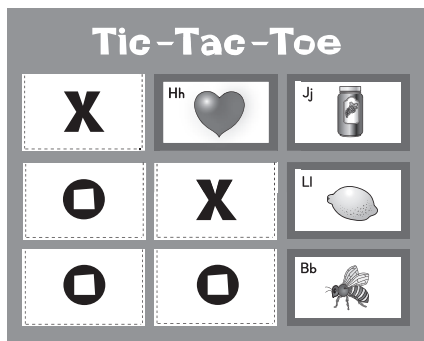 Tic-Tac-Toe
X Hh Jj
O X Ll
O O Bb